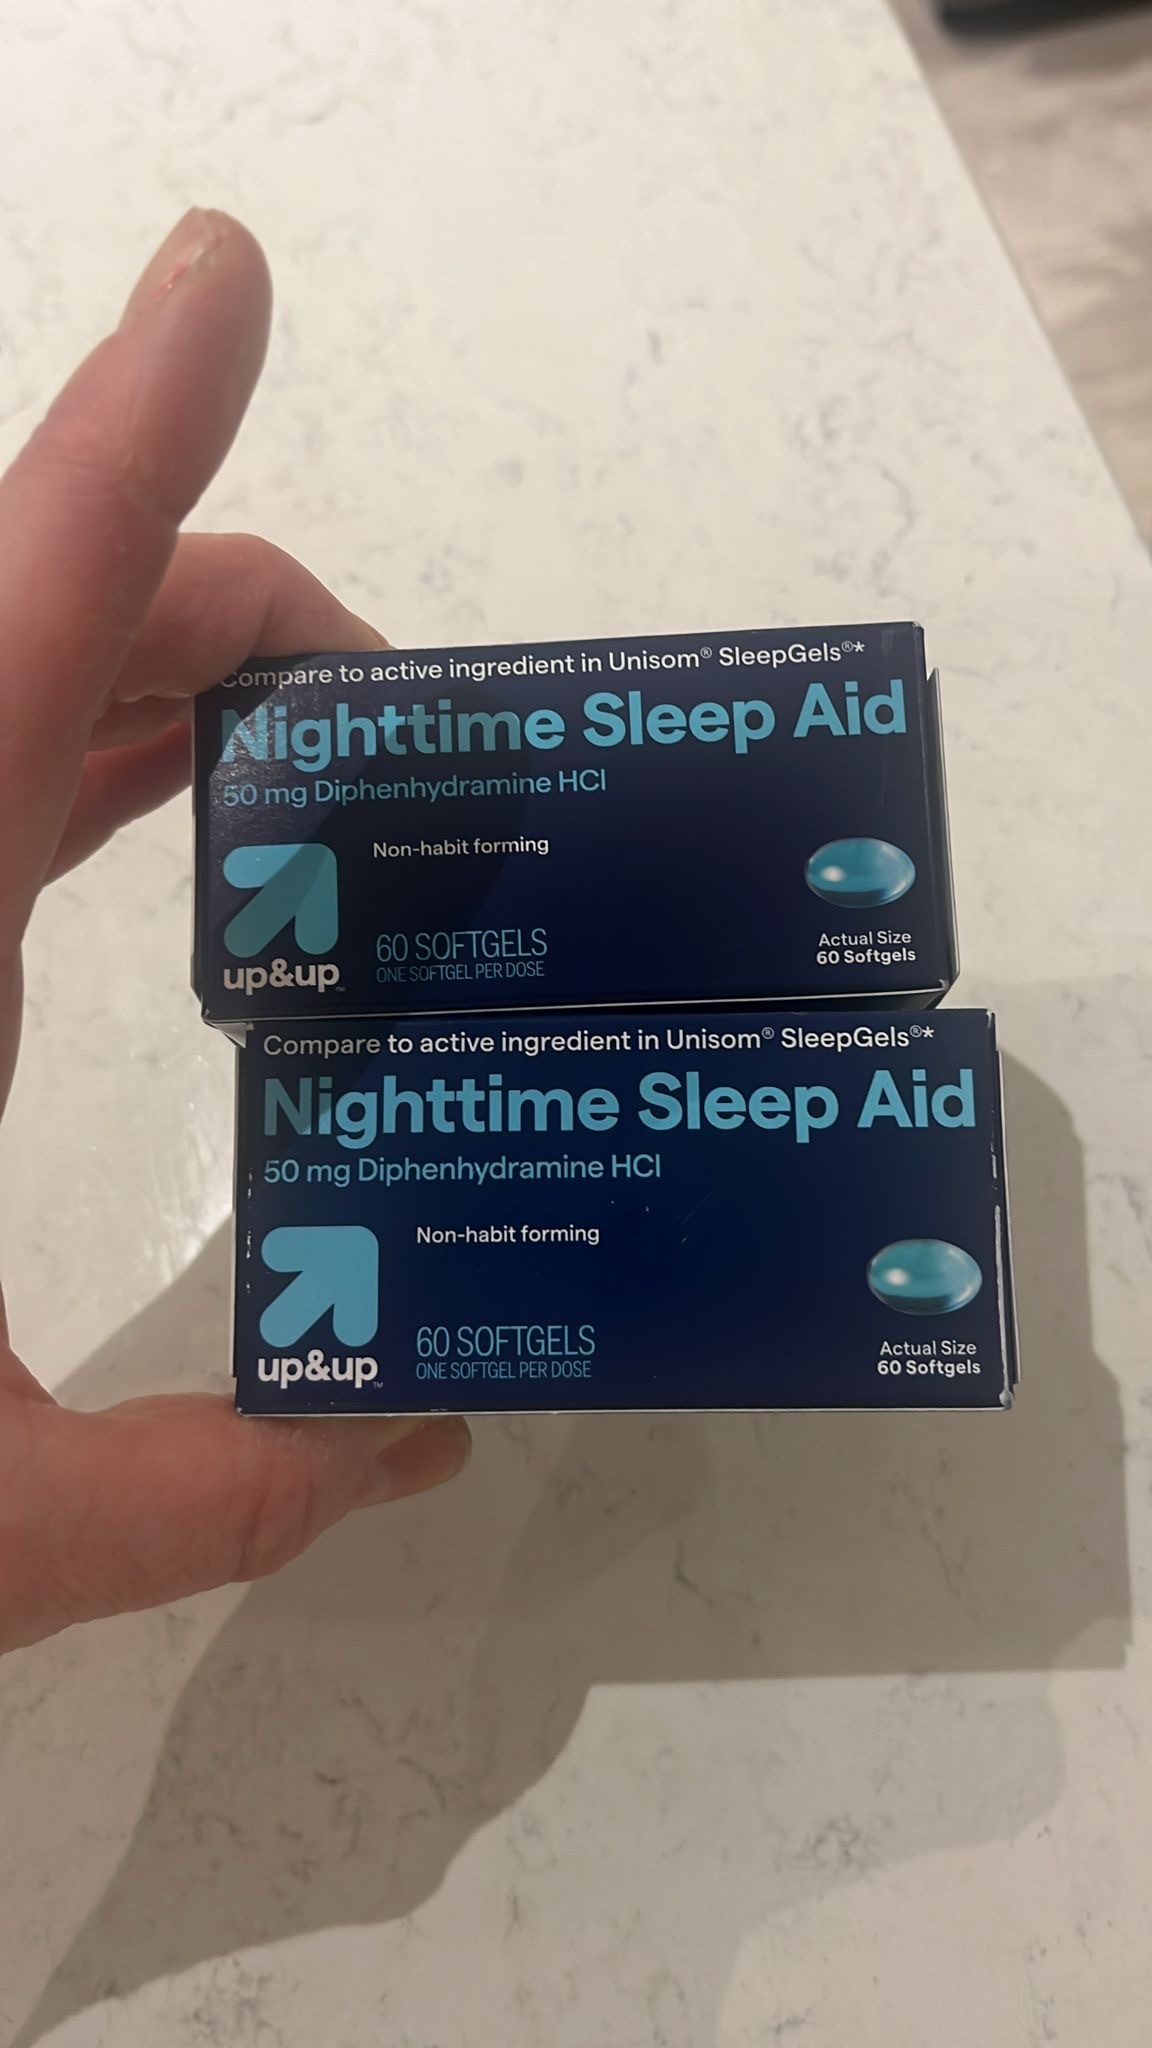 Compare to active ingredient in Unisom® SleepGels®*
Nighttime Sleep Aid
50 mg Diphenhydramine HCl
Non-habit forming
60 SOFTGELS
ONE SOFTGEL PER DOSE
up&up™
Actual Size
60 Softgels
Compare to active ingredient in Unisom® SleepGels®*
Nighttime Sleep Aid
50 mg Diphenhydramine HCl
Non-habit forming
60 SOFTGELS
ONE SOFTGEL PER DOSE
up&up™
Actual Size
60 Softgels